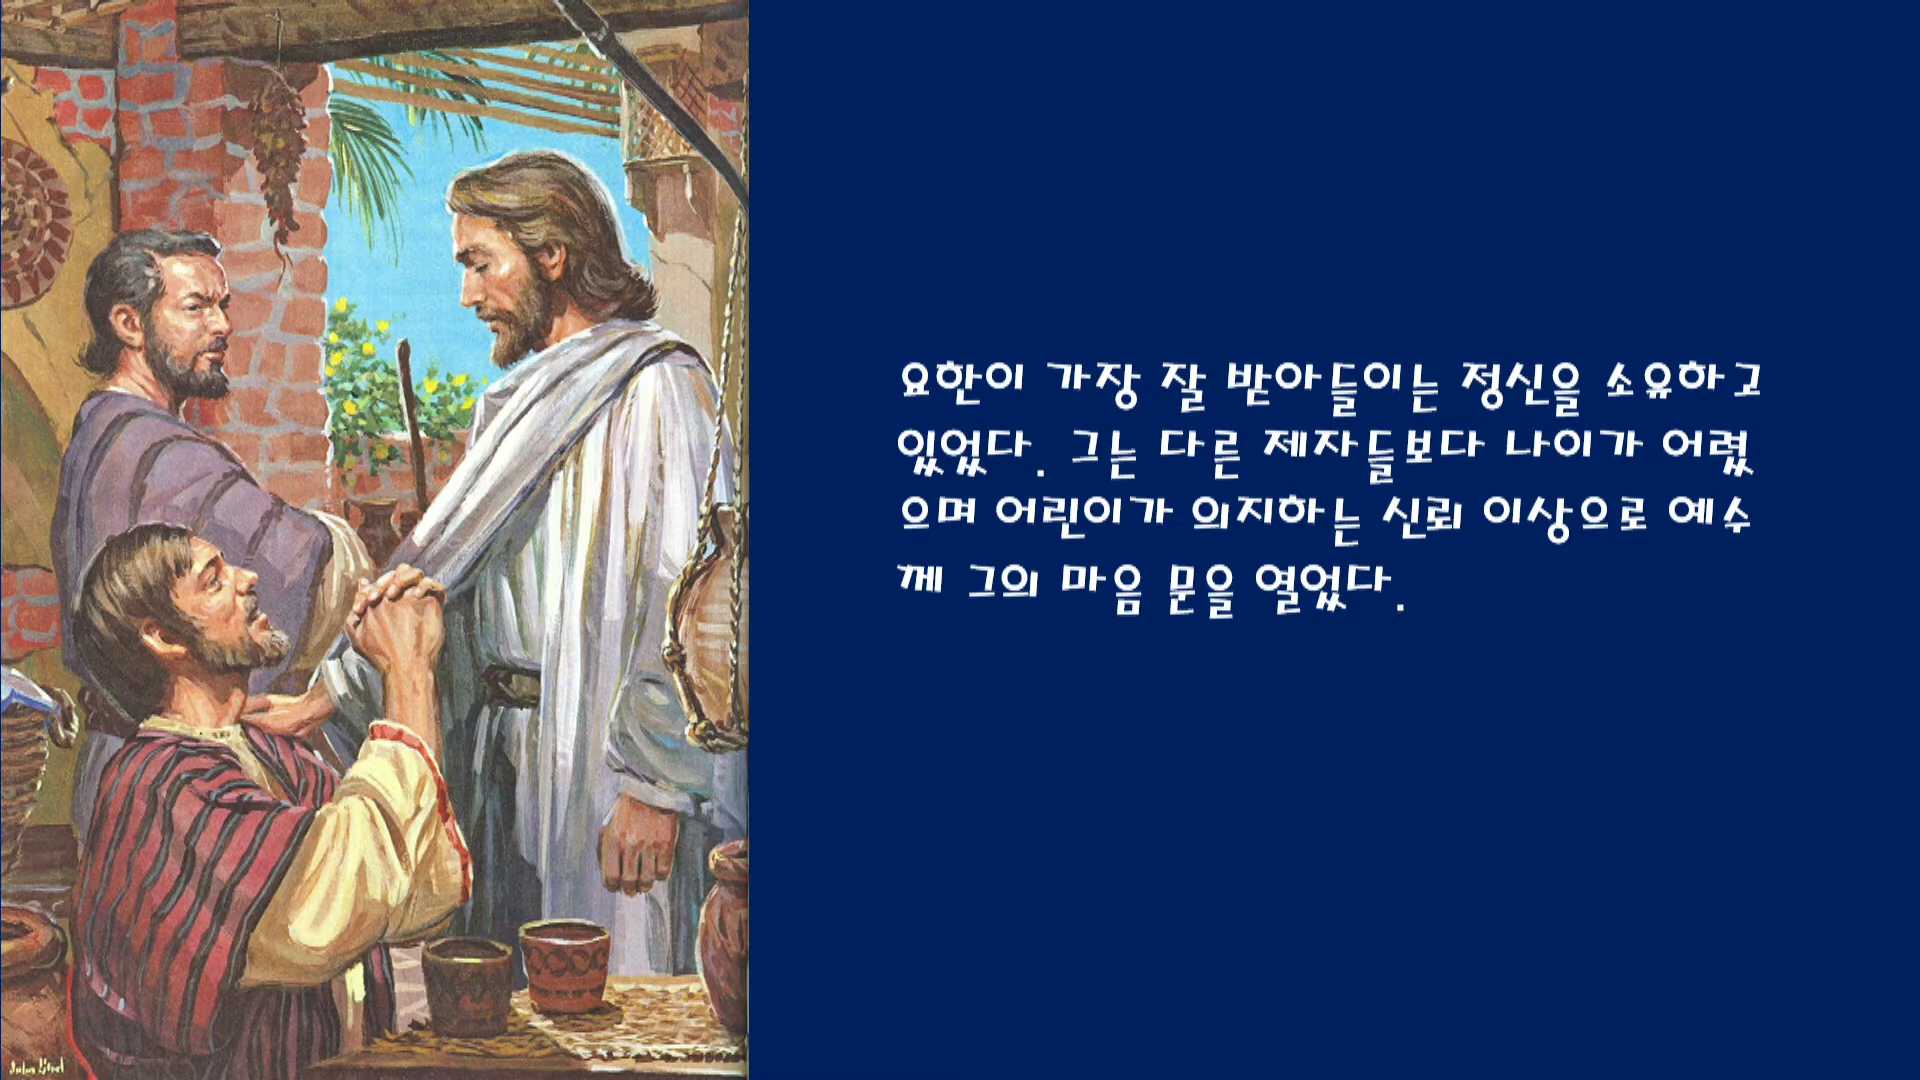 요한이 가장 잘 받아들이는 정신을 소유하고
있었다. 그는 다른 제자들보다 나이가 어렸
으며 어린이가 의지하는 신뢰 이상으로 예수
께 그의 마음 문을 열었다.